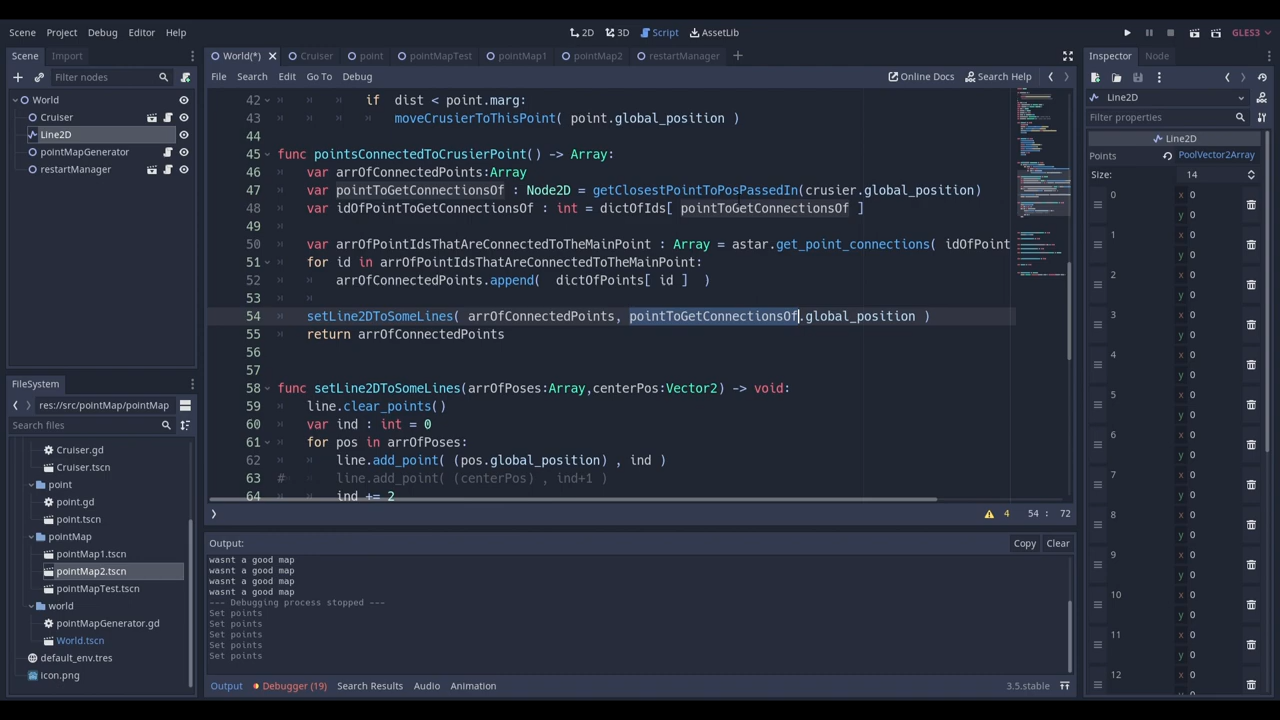 Scene Project Debug Editor Help
2D 3D Script AssetLib
GLES3
Scene Import
Filter nodes
World
Cruiser
Line2D
pointMapGenerator
restartManager
FileSystem
res://src/pointMap/pointMap
Search files
Cruiser.gd
Cruiser.tscn
point
point.gd
point.tscn
pointMap
pointMap1.tscn
pointMap2.tscn
pointMapTest.tscn
world
pointMapGenerator.gd
World.tscn
default_env.tres
icon.png
World(*) Cruiser point pointMapTest pointMap1 pointMap2 restartManager
File Search Edit Go To Debug
Online Docs Search Help
42 if dist < point.marg:
43 moveCrusierToThisPoint( point.global_position )
44
45 func pointsConnectedToCrusierPoint() -> Array:
46 var arrOfConnectedPoints:Array
47 var pointToGetConnectionsOf : Node2D = getClosestPointToPosPassedIn(crusier.global_position)
48 var idOfPointToGetConnectionsOf : int = dictOfIds[ pointToGetConnectionsOf ]
49
50 var arrOfPointIdsThatAreConnectedToTheMainPoint : Array = astar.get_point_connections( idOfPoint
51 for id in arrOfPointIdsThatAreConnectedToTheMainPoint:
52 arrOfConnectedPoints.append( dictOfPoints[ id ] )
53
54 setLine2DToSomeLines( arrOfConnectedPoints, pointToGetConnectionsOf.global_position )
55 return arrOfConnectedPoints
56
57
58 func setLine2DToSomeLines(arrOfPoses:Array,centerPos:Vector2) -> void:
59 line.clear_points()
60 var ind : int = 0
61 for pos in arrOfPoses:
62 line.add_point( (pos.global_position) , ind )
63 # line.add_point( (centerPos) , ind+1 )
64 ind += 2
4 54 : 72
Output:
Copy Clear
wasnt a good map
wasnt a good map
wasnt a good map
wasnt a good map
--- Debugging process stopped ---
Set points
Set points
Set points
Set points
Set points
Output Debugger (19) Search Results Audio Animation
3.5.stable
Inspector Node
Line2D
Filter properties
Line2D
Points PoolVector2Array
Size: 14
0 x 0
y 0
1 x 0
y 0
2 x 0
y 0
3 x 0
y 0
4 x 0
y 0
5 x 0
y 0
6 x 0
y 0
7 x 0
y 0
8 x 0
y 0
9 x 0
y 0
10 x 0
y 0
11 x 0
y 0
12 x 0